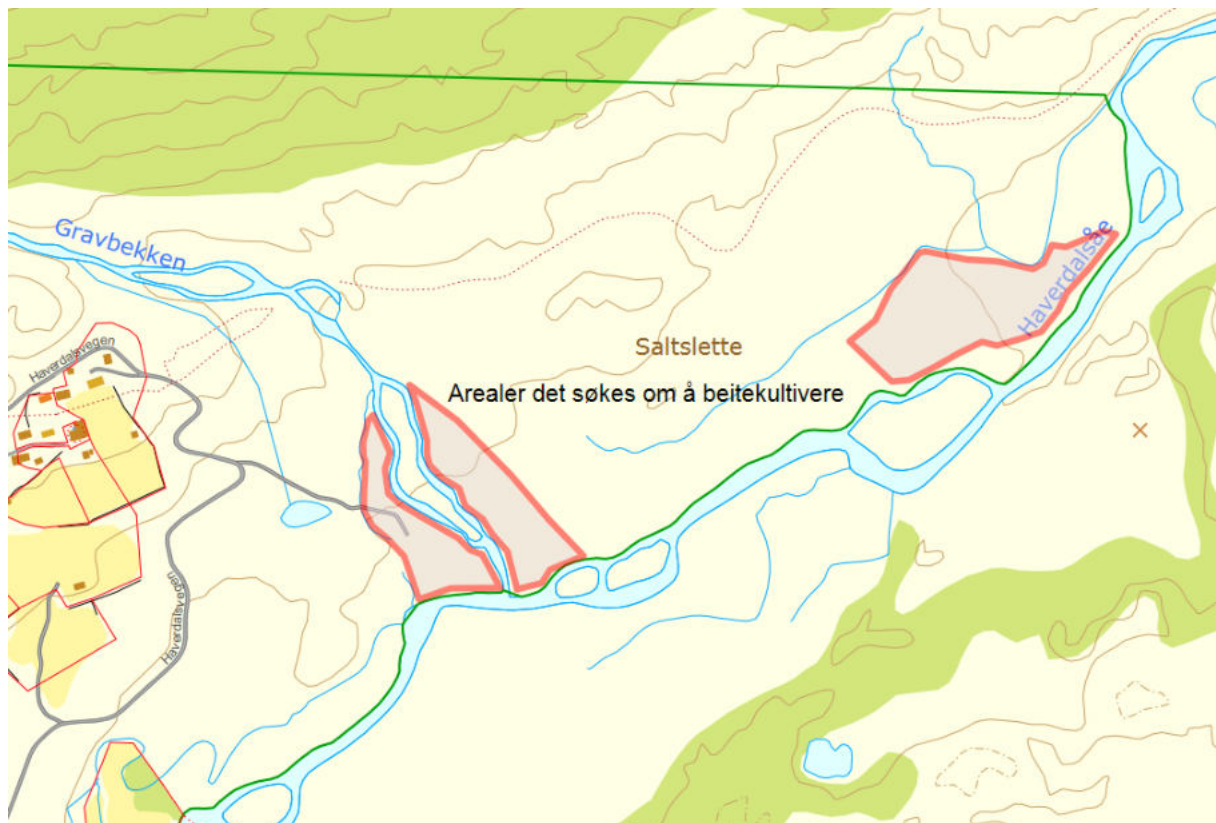 Gravbekken
Haverdalsåe
Haverdalsvegen
Saltslette
Arealer det søkes om å beitekultivere
Haverdalsvegen